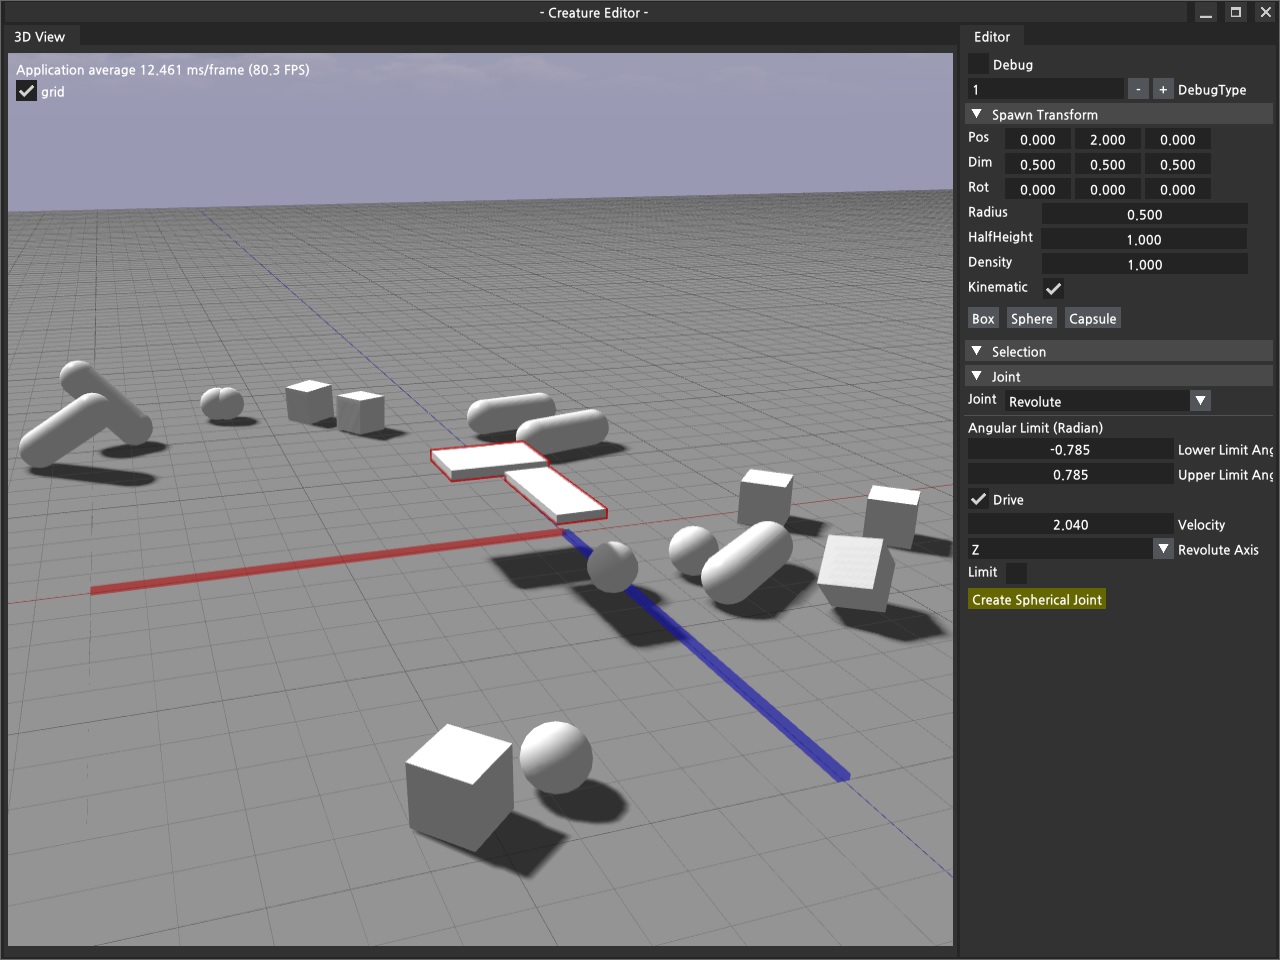 - Creature Editor -
3D View
Application average 12.461 ms/frame (80.3 FPS)
grid
Editor
Debug
1 - + DebugType
Spawn Transform
Pos 0.000 2.000 0.000
Dim 0.500 0.500 0.500
Rot 0.000 0.000 0.000
Radius 0.500
HalfHeight 1.000
Density 1.000
Kinematic
Box Sphere Capsule
Selection
Joint
Joint Revolute
Angular Limit (Radian)
-0.785 Lower Limit Ang
0.785 Upper Limit Ang
Drive
2.040 Velocity
Z Revolute Axis
Limit
Create Spherical Joint